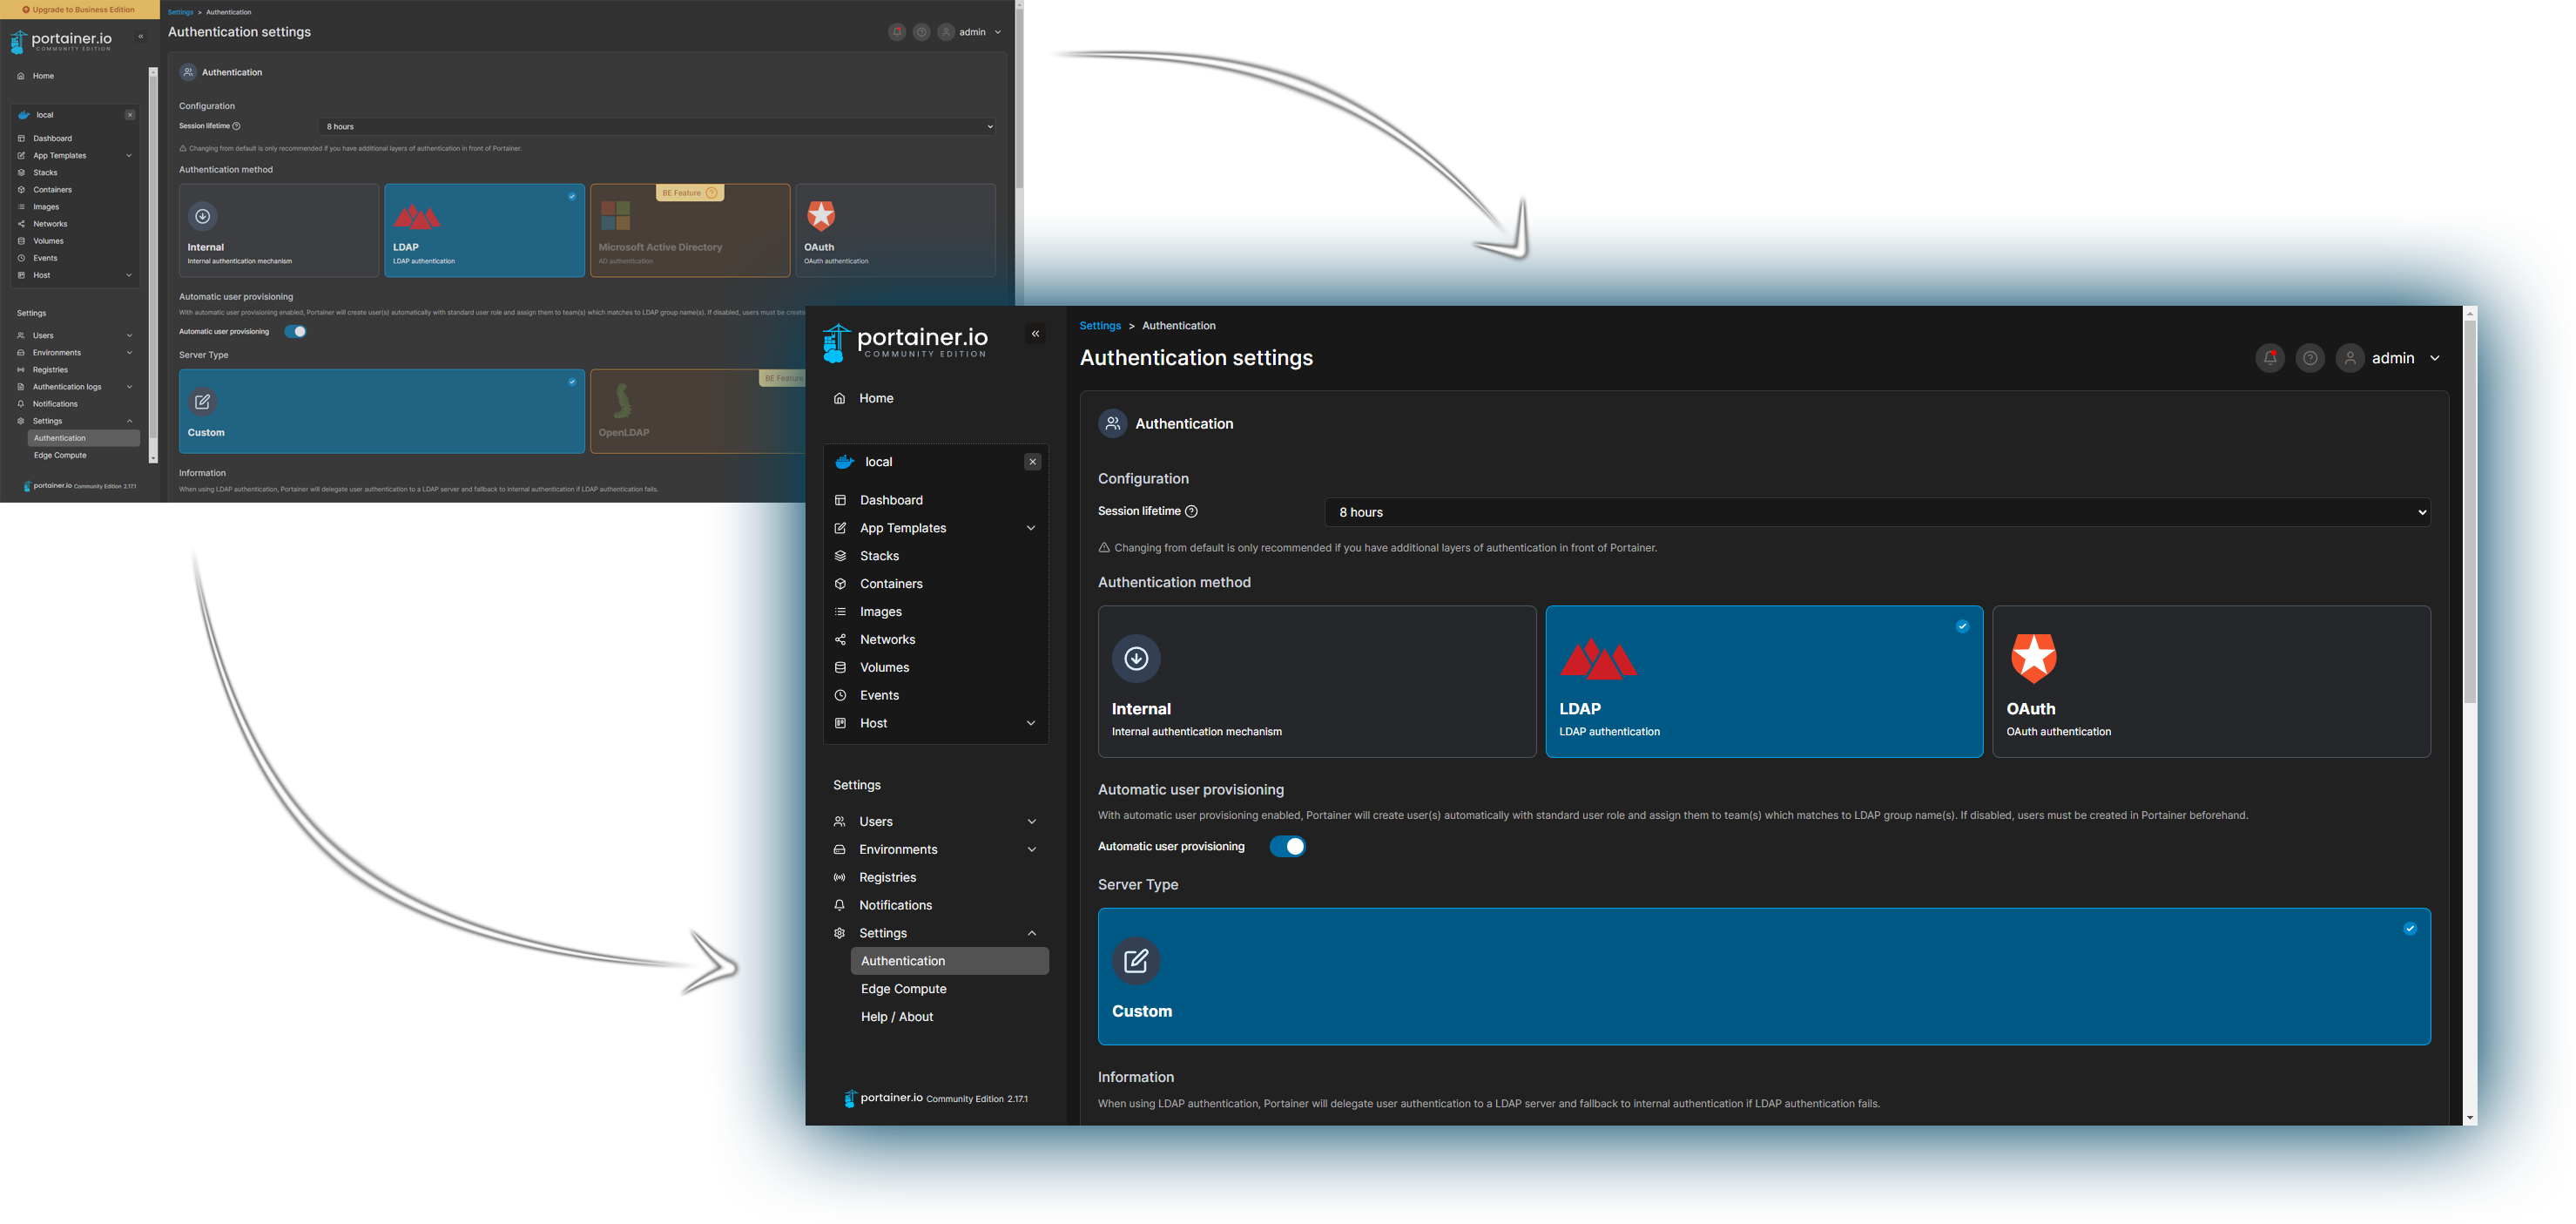 Upgrade to Business Edition
portainer.io
COMMUNITY EDITION
Home
local
Dashboard
App Templates
Stacks
Containers
Images
Networks
Volumes
Events
Host
Settings
Users
Environments
Registries
Authentication logs
Notifications
Settings
Authentication
Edge Compute
portainer.io Community Edition 2.17.1
Settings > Authentication
Authentication settings
admin
Authentication
Configuration
Session lifetime
8 hours
Changing from default is only recommended if you have additional layers of authentication in front of Portainer.
Authentication method
Internal
Internal authentication mechanism
LDAP
LDAP authentication
BE Feature
Microsoft Active Directory
AD authentication
OAuth
OAuth authentication
Automatic user provisioning
With automatic user provisioning enabled, Portainer will create user(s) automatically with standard user role and assign them to team(s) which matches to LDAP group name(s). If disabled, users must be create
Automatic user provisioning
Server Type
Custom
BE Feature
OpenLDAP
Information
When using LDAP authentication, Portainer will delegate user authentication to a LDAP server and fallback to internal authentication if LDAP authentication fails.
portainer.io
COMMUNITY EDITION
Home
local
Dashboard
App Templates
Stacks
Containers
Images
Networks
Volumes
Events
Host
Settings
Users
Environments
Registries
Notifications
Settings
Authentication
Edge Compute
Help / About
portainer.io Community Edition 2.17.1
Settings > Authentication
Authentication settings
admin
Authentication
Configuration
Session lifetime
8 hours
Changing from default is only recommended if you have additional layers of authentication in front of Portainer.
Authentication method
Internal
Internal authentication mechanism
LDAP
LDAP authentication
OAuth
OAuth authentication
Automatic user provisioning
With automatic user provisioning enabled, Portainer will create user(s) automatically with standard user role and assign them to team(s) which matches to LDAP group name(s). If disabled, users must be created in Portainer beforehand.
Automatic user provisioning
Server Type
Custom
Information
When using LDAP authentication, Portainer will delegate user authentication to a LDAP server and fallback to internal authentication if LDAP authentication fails.